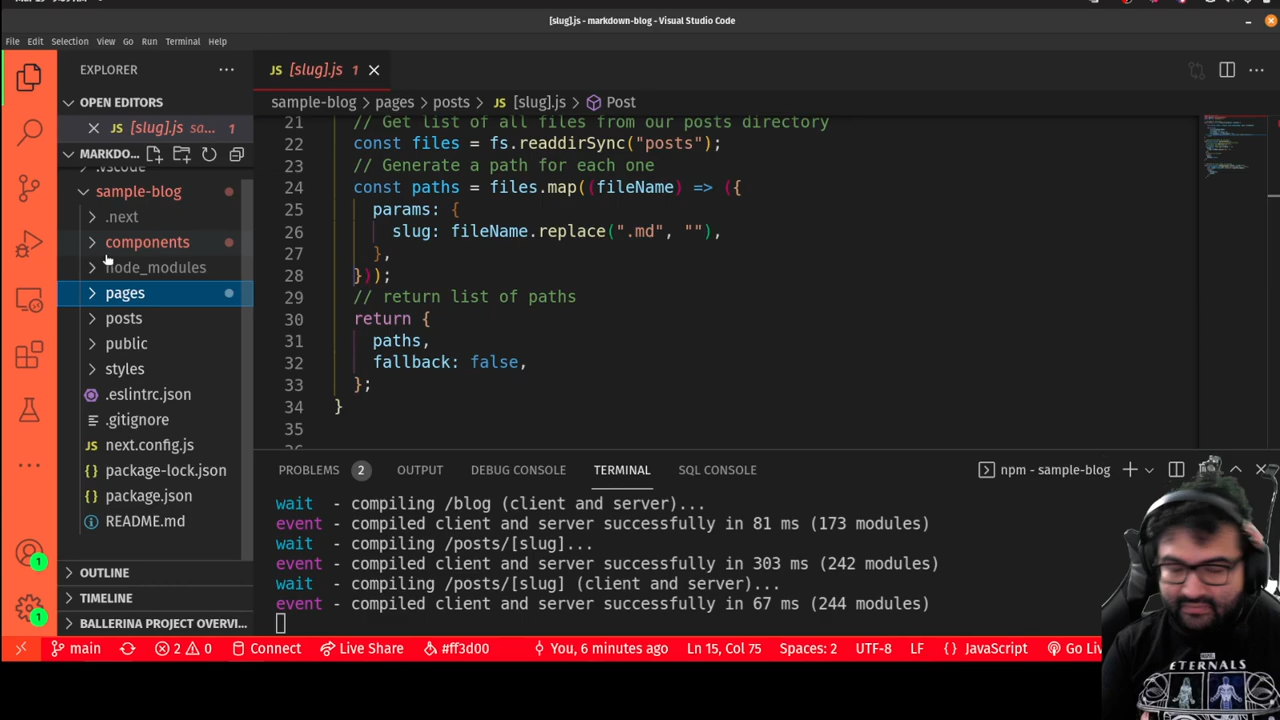 [slug].js - markdown-blog - Visual Studio Code
File Edit Selection View Go Run Terminal Help
EXPLORER
OPEN EDITORS
[slug].js sa... 1
MARKDO...
.vscode
sample-blog
.next
components
node_modules
pages
posts
public
styles
.eslintrc.json
.gitignore
next.config.js
package-lock.json
package.json
README.md
OUTLINE
TIMELINE
BALLERINA PROJECT OVERVI...
1
1
JS [slug].js 1
sample-blog > pages > posts > JS [slug].js > Post
21 // Get list of all files from our posts directory
22 const files = fs.readdirSync("posts");
23 // Generate a path for each one
24 const paths = files.map((fileName) => ({
25 params: {
26 slug: fileName.replace(".md", ""),
27 },
28 }));
29 // return list of paths
30 return {
31 paths,
32 fallback: false,
33 };
34 }
35
PROBLEMS 2 OUTPUT DEBUG CONSOLE TERMINAL SQL CONSOLE npm - sample-blog
wait - compiling /blog (client and server)...
event - compiled client and server successfully in 81 ms (173 modules)
wait - compiling /posts/[slug]...
event - compiled client and server successfully in 303 ms (242 modules)
wait - compiling /posts/[slug] (client and server)...
event - compiled client and server successfully in 67 ms (244 modules)
main 2 0 Connect Live Share #ff3d00 You, 6 minutes ago Ln 15, Col 75 Spaces: 2 UTF-8 LF {} JavaScript Go Li
MARVEL
ETERNALS